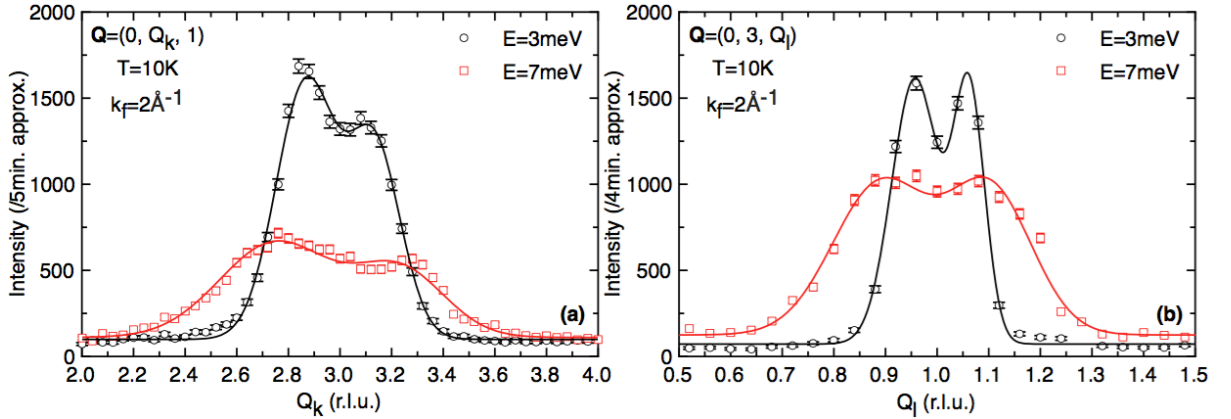 2000
1500
1000
500
0
Intensity (/5min. approx.)
Q=(0, Qk, 1)
T=10K
kf=2Å-1
E=3meV
E=7meV
(a)
2.0 2.2 2.4 2.6 2.8 3.0 3.2 3.4 3.6 3.8 4.0
Qk (r.l.u.)
2000
1500
1000
500
0
Intensity (/4min. approx.)
Q=(0, 3, Ql)
T=10K
kf=2Å-1
E=3meV
E=7meV
(b)
0.5 0.6 0.7 0.8 0.9 1.0 1.1 1.2 1.3 1.4 1.5
Ql (r.l.u.)